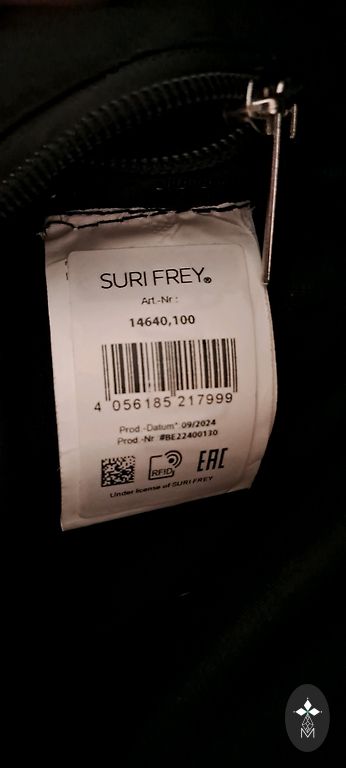 SURI FREY®
Art.-Nr.:
14640,100
4 056185 217999
Prod.-Datum* 09/2024
Prod.-Nr. #BE22400130
RFID EAC
Under license of SURI FREY
M